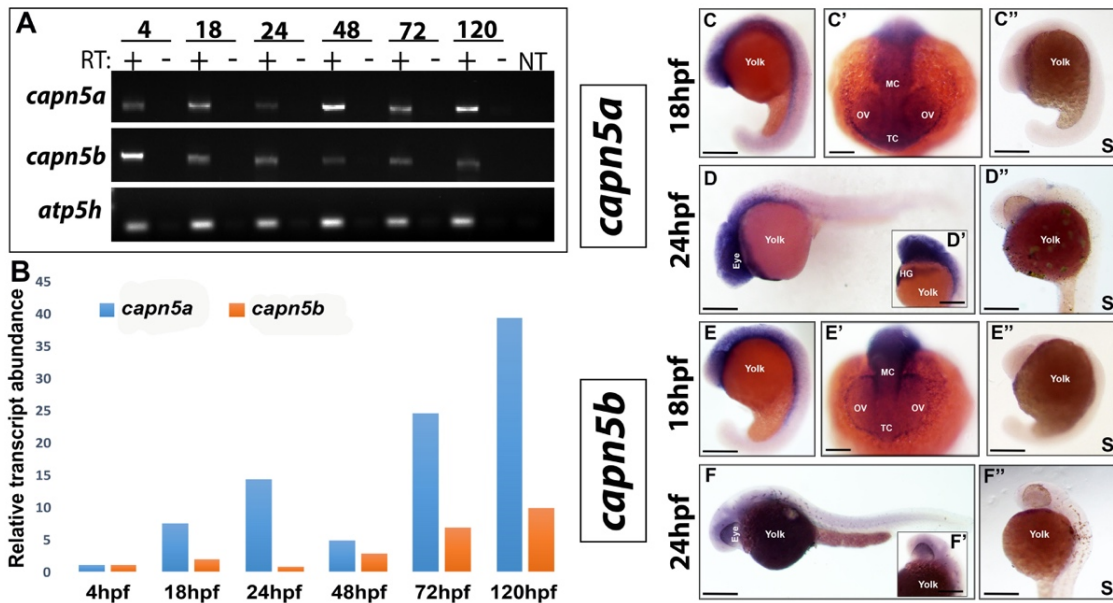 A
4 18 24 48 72 120
RT: + - + - + - + - + - + - NT
capn5a
capn5b
atp5h
B
Relative transcript abundance
45
40
35
30
25
20
15
10
5
0
capn5a capn5b
4hpf 18hpf 24hpf 48hpf 72hpf 120hpf
capn5a
18hpf
C
Yolk
C'
MC
OV OV
TC
C''
Yolk
S
24hpf
D
Eye
Yolk
D'
HG
Yolk
D''
Yolk
S
capn5b
18hpf
E
Yolk
E'
MC
OV OV
TC
E''
Yolk
S
24hpf
F
Eye
Yolk
F'
Yolk
F''
Yolk
S